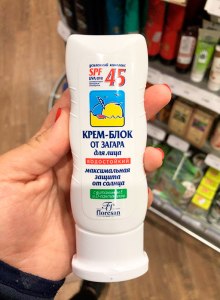 SPF
45
КРЕМ-БЛОК
ОТ ЗАГАРА
для лица
ВОДОСТОЙКИЙ
максимальная
защита
от солнца
floresan